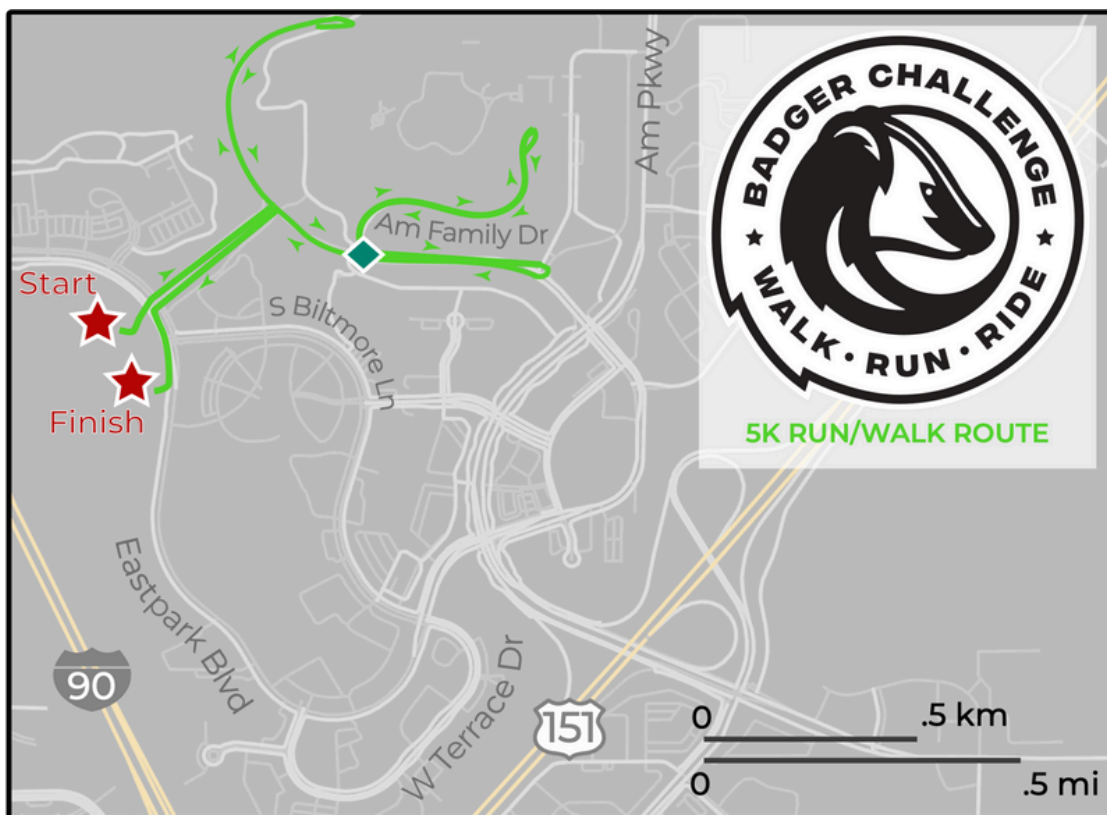 BADGER CHALLENGE
WALK • RUN • RIDE
5K RUN/WALK ROUTE
Am Pkwy
Am Family Dr
Start
S Biltmore Ln
Finish
Eastpark Blvd
90
W Terrace Dr
151
0 .5 km
0 .5 mi